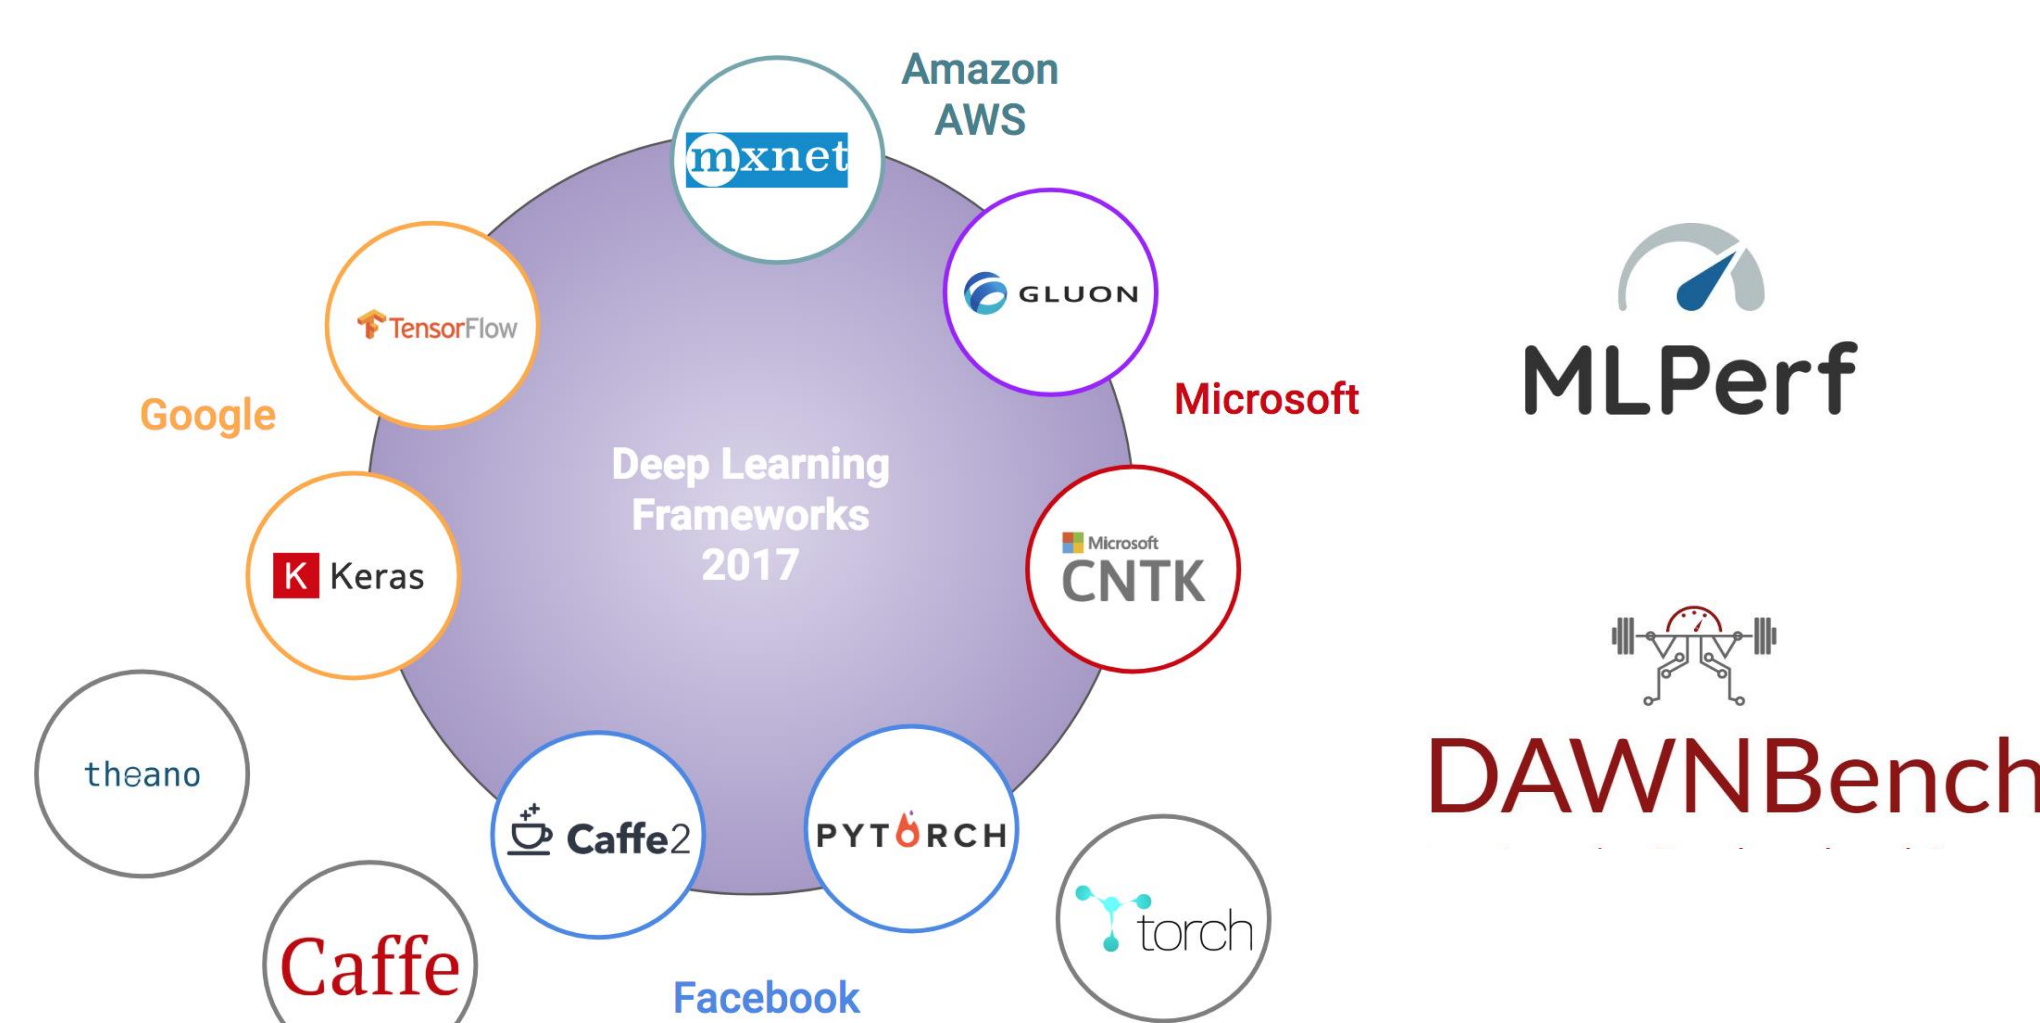 Amazon
AWS
mxnet
GLUON
TensorFlow
Google
Microsoft
MLPerf
Deep Learning
Frameworks
2017
K Keras
Microsoft
CNTK
theano
Caffe2
PYTORCH
DAWNBench
torch
Caffe
Facebook